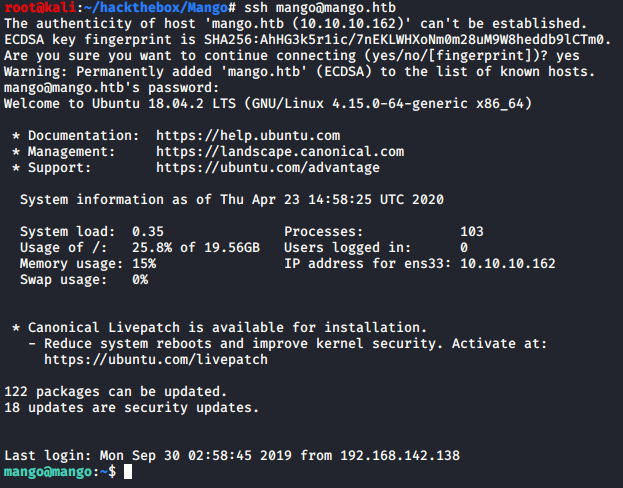 root@kali:~/hackthebox/Mango# ssh mango@mango.htb
The authenticity of host 'mango.htb (10.10.10.162)' can't be established.
ECDSA key fingerprint is SHA256:AhHG3k5r1ic/7nEKLWHXoNm0m28uM9W8heddb9lCTm0.
Are you sure you want to continue connecting (yes/no/[fingerprint])? yes
Warning: Permanently added 'mango.htb' (ECDSA) to the list of known hosts.
mango@mango.htb's password:
Welcome to Ubuntu 18.04.2 LTS (GNU/Linux 4.15.0-64-generic x86_64)
* Documentation:  https://help.ubuntu.com
* Management:     https://landscape.canonical.com
* Support:        https://ubuntu.com/advantage
System information as of Thu Apr 23 14:58:25 UTC 2020
System load:  0.35               Processes:            103
Usage of /:   25.8% of 19.56GB   Users logged in:      0
Memory usage: 15%                IP address for ens33: 10.10.10.162
Swap usage:   0%
* Canonical Livepatch is available for installation.
- Reduce system reboots and improve kernel security. Activate at:
https://ubuntu.com/livepatch
122 packages can be updated.
18 updates are security updates.
Last login: Mon Sep 30 02:58:45 2019 from 192.168.142.138
mango@mango:~$